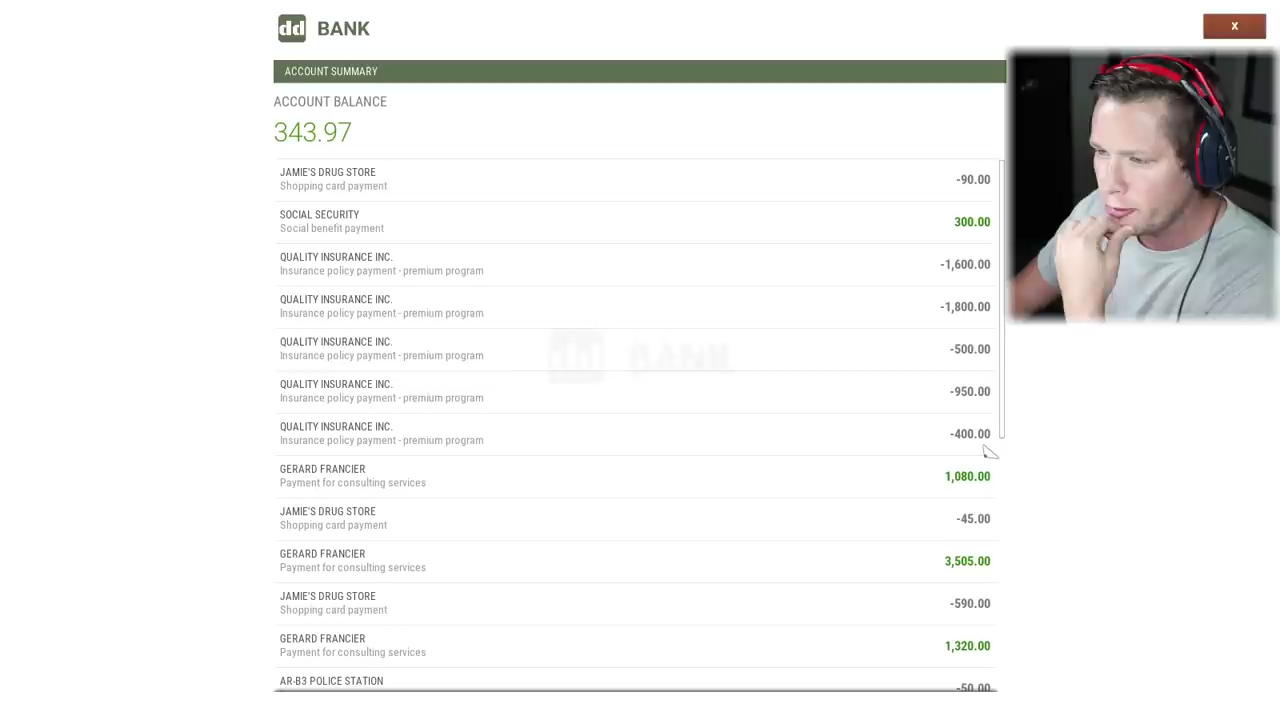 dd BANK
X
ACCOUNT SUMMARY
ACCOUNT BALANCE
343.97
JAMIE'S DRUG STORE
Shopping card payment
-90.00
SOCIAL SECURITY
Social benefit payment
300.00
QUALITY INSURANCE INC.
Insurance policy payment - premium program
-1,600.00
QUALITY INSURANCE INC.
Insurance policy payment - premium program
-1,800.00
QUALITY INSURANCE INC.
Insurance policy payment - premium program
-500.00
dd BANK
QUALITY INSURANCE INC.
Insurance policy payment - premium program
-950.00
QUALITY INSURANCE INC.
Insurance policy payment - premium program
-400.00
GERARD FRANCIER
Payment for consulting services
1,080.00
JAMIE'S DRUG STORE
Shopping card payment
-45.00
GERARD FRANCIER
Payment for consulting services
3,505.00
JAMIE'S DRUG STORE
Shopping card payment
-590.00
GERARD FRANCIER
Payment for consulting services
1,320.00
AR-B3 POLICE STATION
-50.00